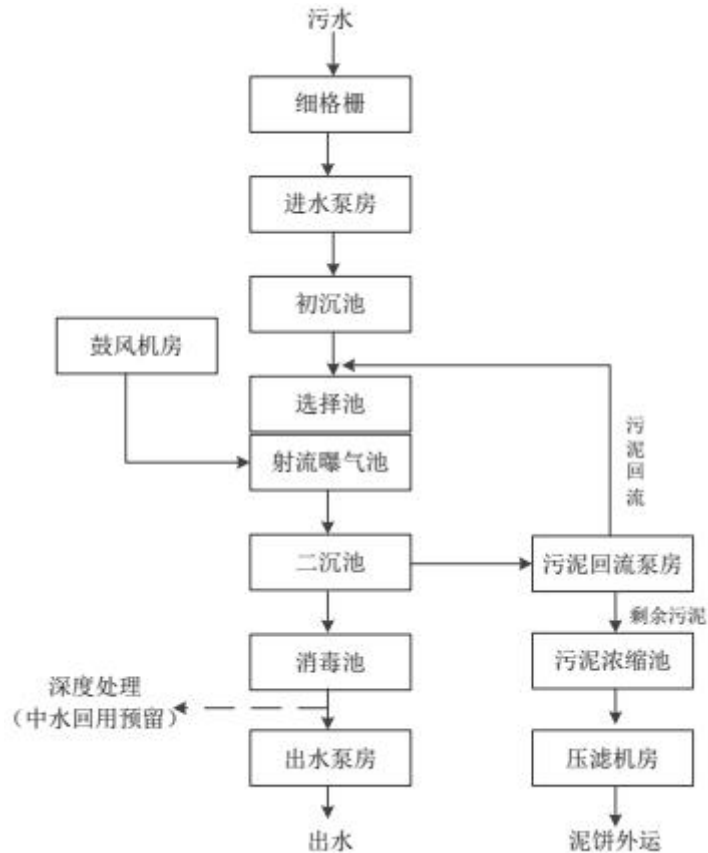 污水
细格栅
进水泵房
初沉池
鼓风机房
选择池
射流曝气池
污泥回流
二沉池
污泥回流泵房
剩余污泥
消毒池
污泥浓缩池
深度处理
（中水回用预留）
出水泵房
压滤机房
出水
泥饼外运